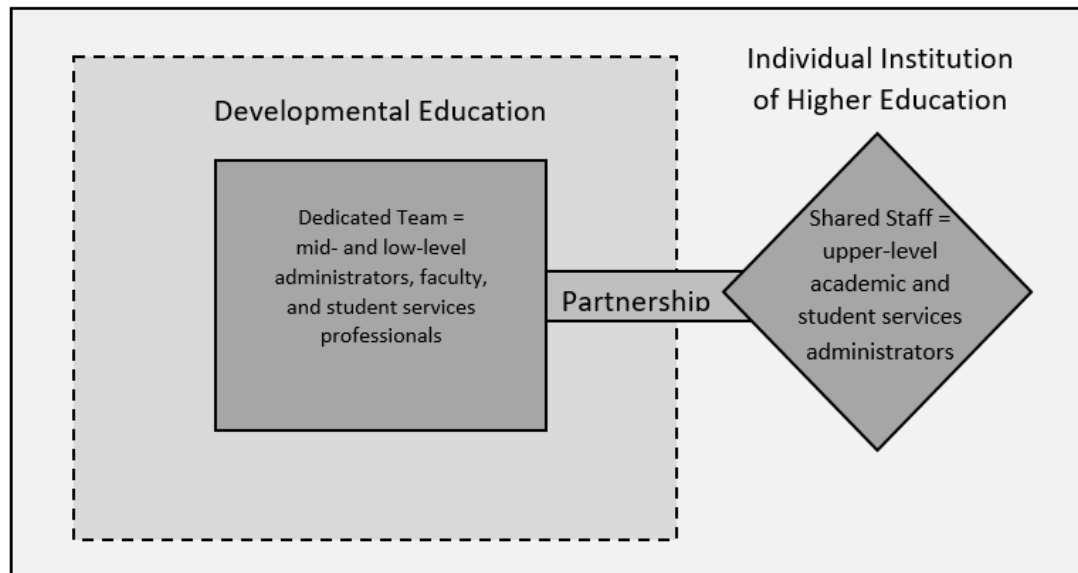 Individual Institution
of Higher Education
Developmental Education
Dedicated Team =
mid- and low-level
administrators, faculty,
and student services
professionals
Partnership
Shared Staff =
upper-level
academic and
student services
administrators